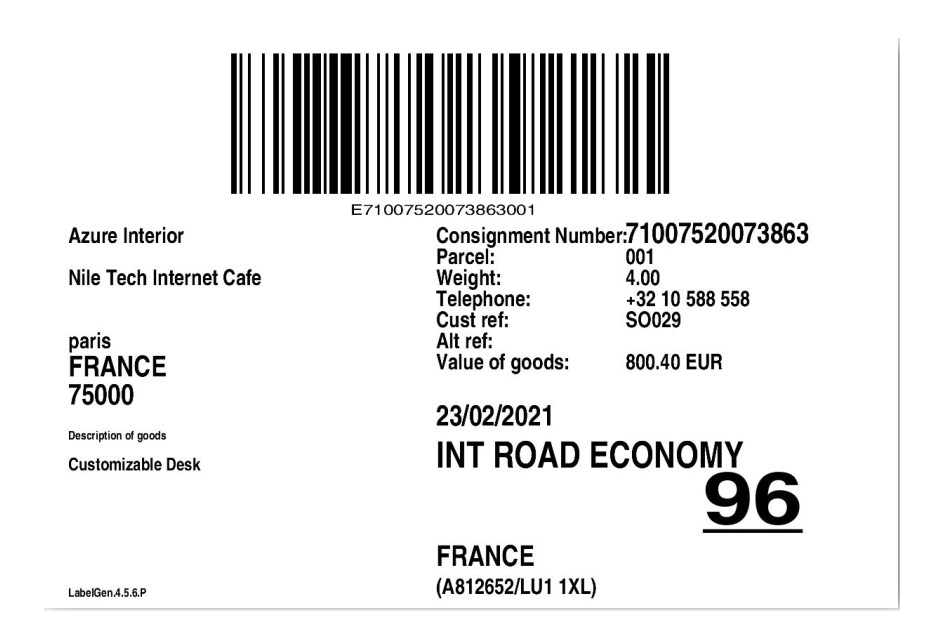 E71007520073863001
Azure Interior
Nile Tech Internet Cafe
paris
FRANCE
75000
Description of goods
Customizable Desk
LabelGen.4.5.6.P
Consignment Number:71007520073863
Parcel: 001
Weight: 4.00
Telephone: +32 10 588 558
Cust ref: SO029
Alt ref:
Value of goods: 800.40 EUR
23/02/2021
INT ROAD ECONOMY
96
FRANCE
(A812652/LU1 1XL)